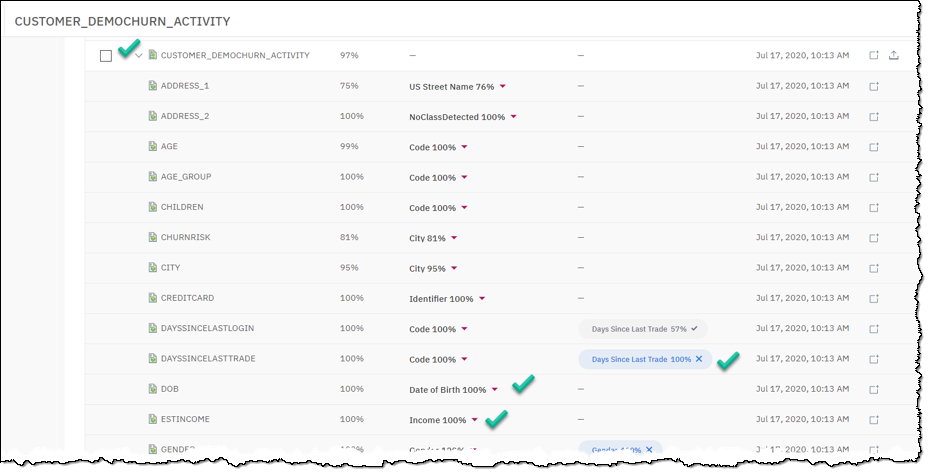 CUSTOMER_DEMOCHURN_ACTIVITY
CUSTOMER_DEMOCHURN_ACTIVITY 97% — — Jul 17, 2020, 10:13 AM
ADDRESS_1 75% US Street Name 76% — Jul 17, 2020, 10:13 AM
ADDRESS_2 100% NoClassDetected 100% — Jul 17, 2020, 10:13 AM
AGE 99% Code 100% — Jul 17, 2020, 10:13 AM
AGE_GROUP 100% Code 100% — Jul 17, 2020, 10:13 AM
CHILDREN 100% Code 100% — Jul 17, 2020, 10:13 AM
CHURNRISK 81% City 81% — Jul 17, 2020, 10:13 AM
CITY 95% City 95% — Jul 17, 2020, 10:13 AM
CREDITCARD 100% Identifier 100% — Jul 17, 2020, 10:13 AM
DAYSSINCELASTLOGIN 100% Code 100% Days Since Last Trade 57% Jul 17, 2020, 10:13 AM
DAYSSINCELASTTRADE 100% Code 100% Days Since Last Trade 100% Jul 17, 2020, 10:13 AM
DOB 100% Date of Birth 100% — Jul 17, 2020, 10:13 AM
ESTINCOME 100% Income 100% — Jul 17, 2020, 10:13 AM
GENDER Gender